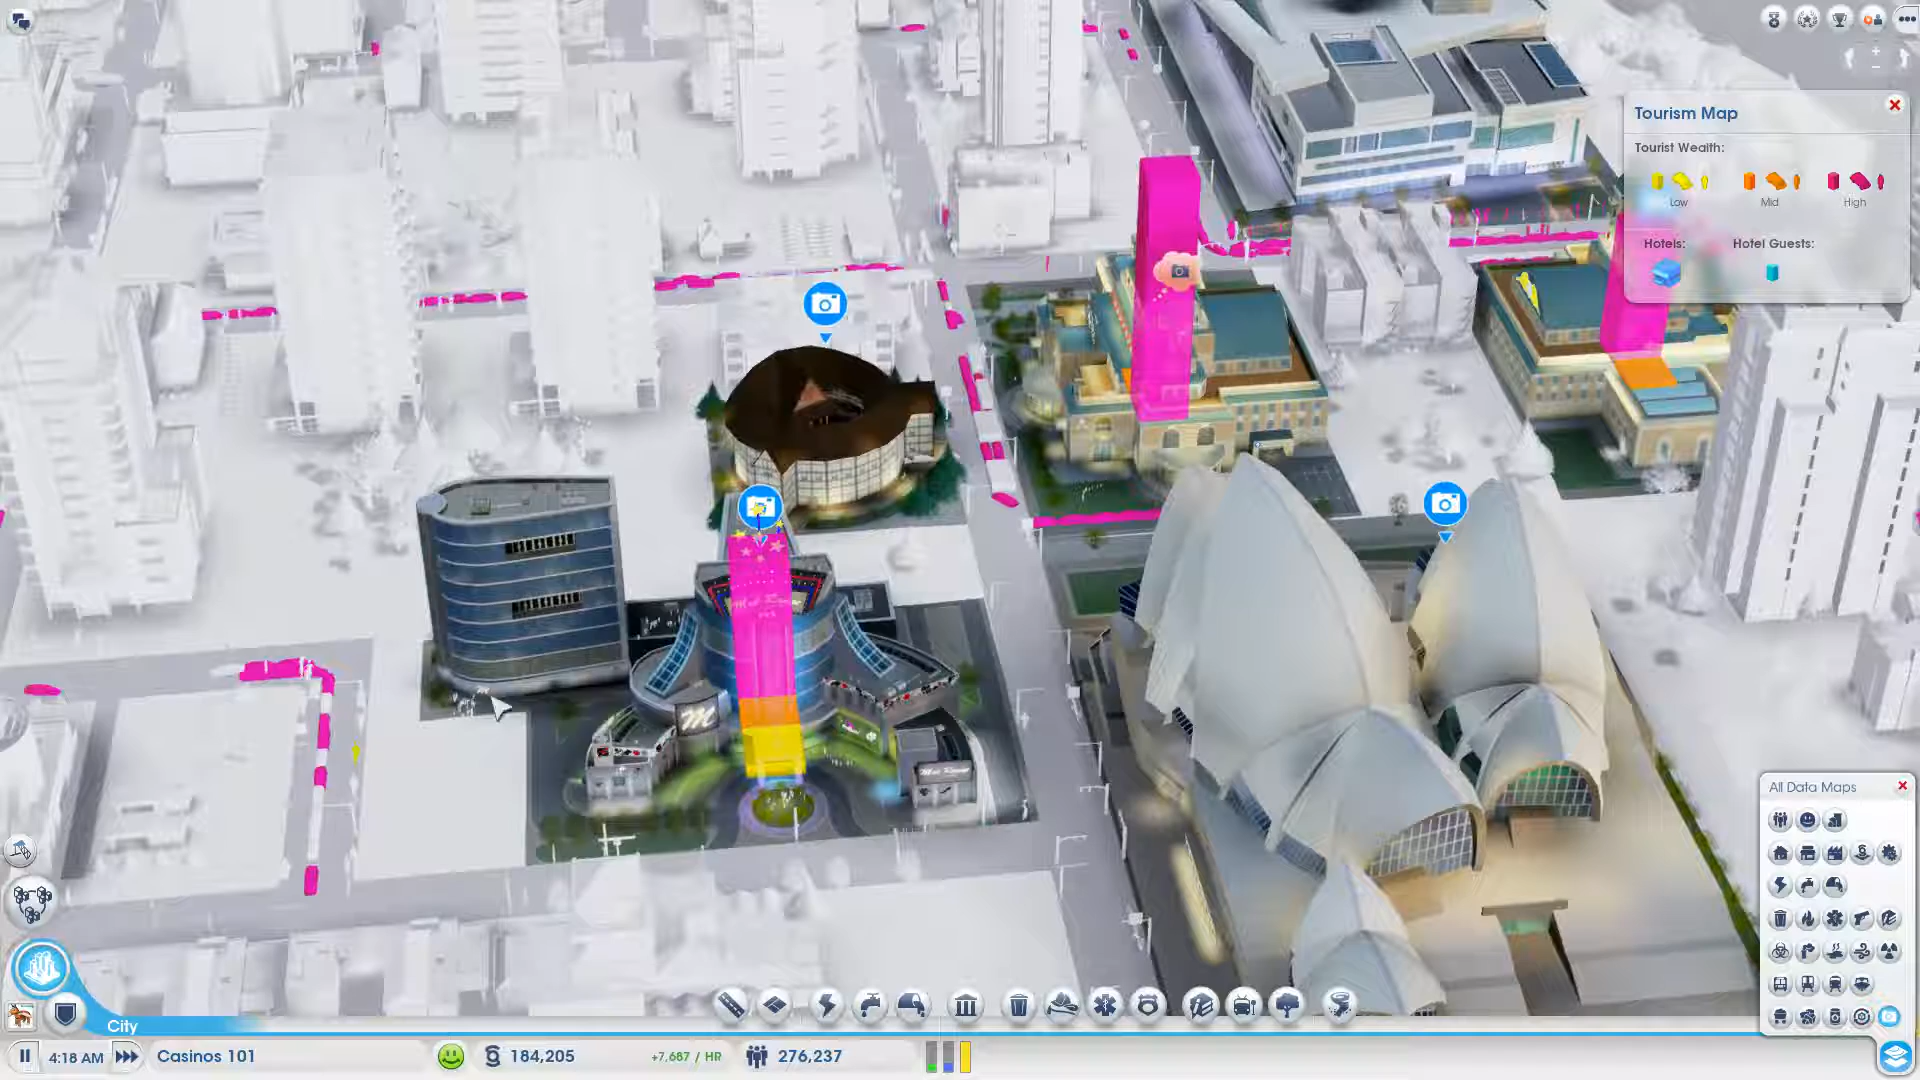 Tourism Map
Tourist Wealth:
Low
Mid
High
Hotels:
Hotel Guests:
M
All Data Maps
City
4:18 AM
Casinos 101
184,205
+7,687 / HR
276,237